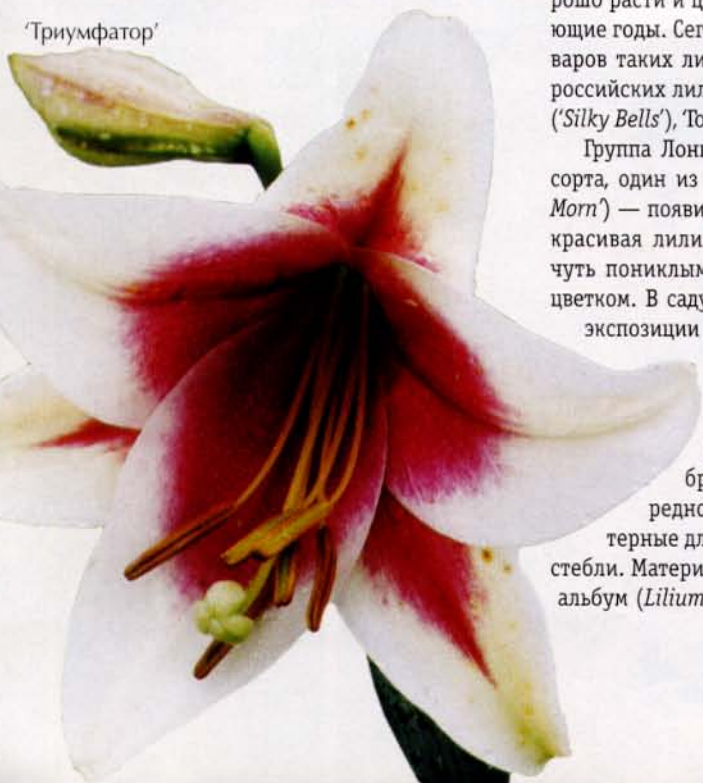 'Триумфатор'
рошо расти и ц
ющие годы. Сег
варов таких ли
российских лил
('Silky Bells'), 'То
Группа Лонг
сорта, один из
Morn') — появи
красивая лили
чуть пониклым
цветком. В саду
экспозиции
бр
редно
терные дл
стебли. Матери
альбум (Lilium